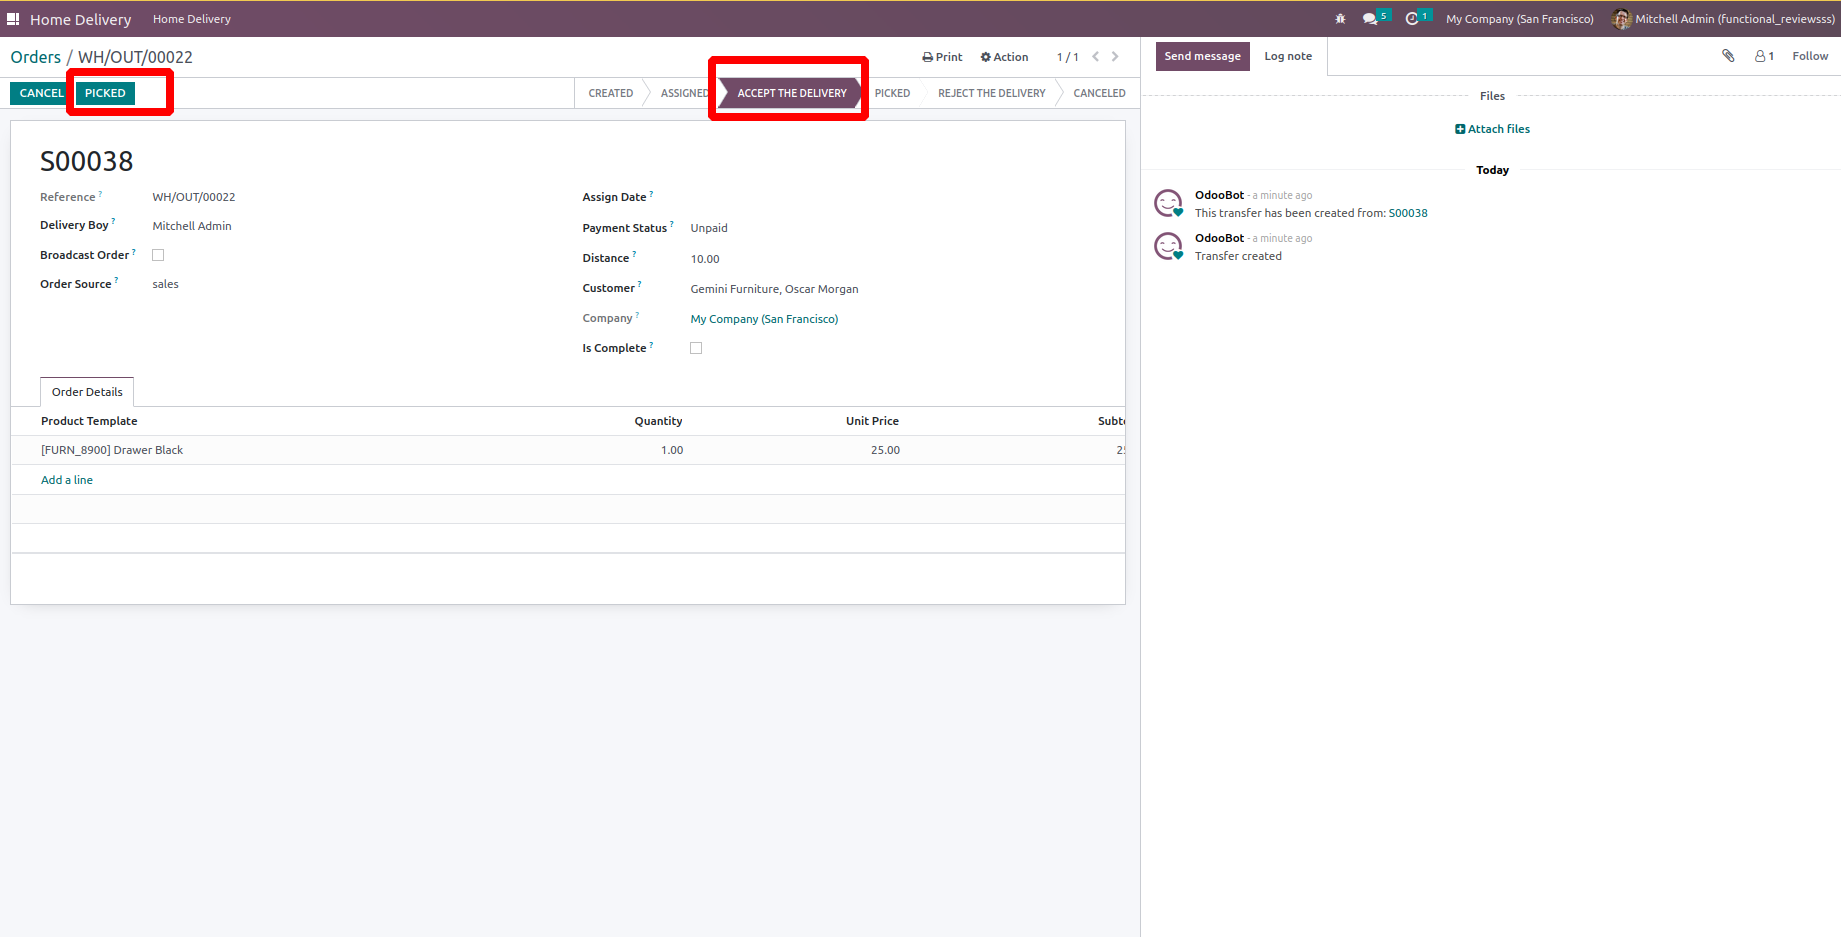 Home Delivery Home Delivery 5 1 My Company (San Francisco) Mitchell Admin (functional_reviewsss)
Orders / WH/OUT/00022 Print Action 1 / 1
CANCEL PICKED CREATED ASSIGNED ACCEPT THE DELIVERY PICKED REJECT THE DELIVERY CANCELED
S00038
Reference ? WH/OUT/00022
Delivery Boy ? Mitchell Admin
Broadcast Order ?
Order Source ? sales
Assign Date ?
Payment Status ? Unpaid
Distance ? 10.00
Customer ? Gemini Furniture, Oscar Morgan
Company ? My Company (San Francisco)
Is Complete ?
Order Details
Product Template Quantity Unit Price
[FURN_8900] Drawer Black 1.00 25.00
Add a line
Send message Log note 1 Follow
Files
Attach files
Today
OdooBot - a minute ago
This transfer has been created from: S00038
OdooBot - a minute ago
Transfer created